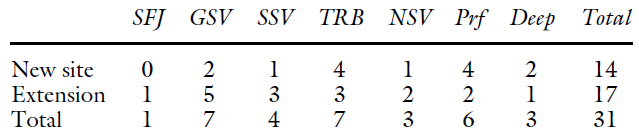 SFJ GSV SSV TRB NSV Prf Deep Total
New site 0 2 1 4 1 4 2 14
Extension 1 5 3 3 2 2 1 17
Total 1 7 4 7 3 6 3 31